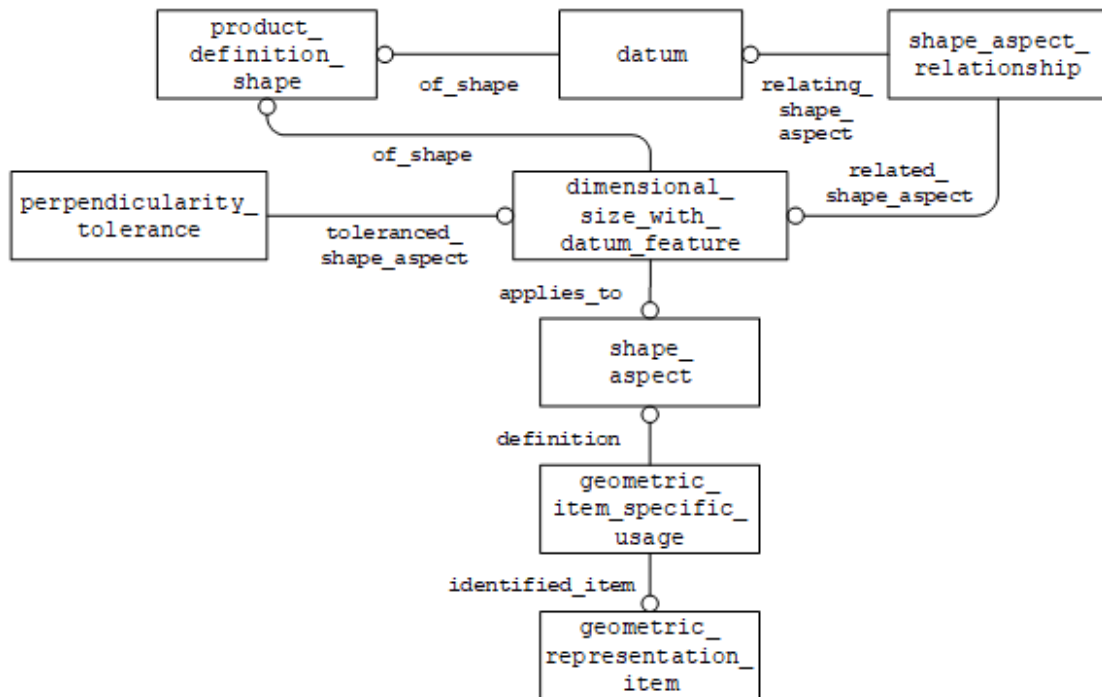 product_
definition_
shape
of_shape
datum
relating_
shape_
aspect
shape_aspect_
relationship
of_shape
related_
shape_aspect
perpendicularity_
tolerance
toleranced_
shape_aspect
dimensional_
size_with_
datum_feature
applies_to
shape_
aspect
definition
geometric_
item_specific_
usage
identified_item
geometric_
representation_
item